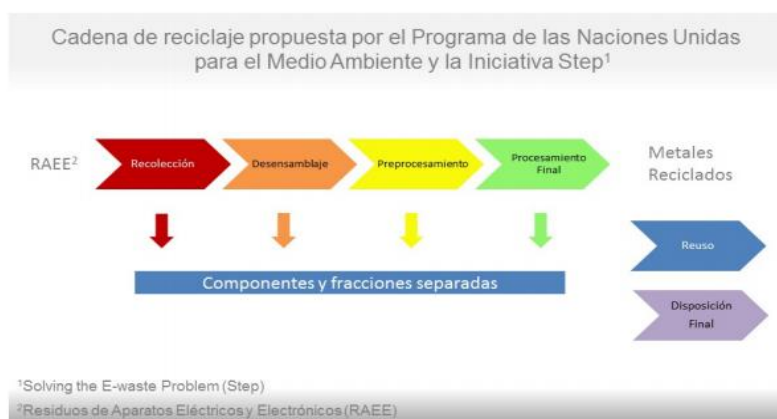 Cadena de reciclaje propuesta por el Programa de las Naciones Unidas
para el Medio Ambiente y la Iniciativa Step¹
RAEE²
Recolección
Desensamblaje
Preprocesamiento
Procesamiento
Final
Metales
Reciclados
Componentes y fracciones separadas
Reuso
Disposición
Final
¹Solving the E-waste Problem (Step)
²Residuos de Aparatos Eléctricos y Electrónicos (RAEE)